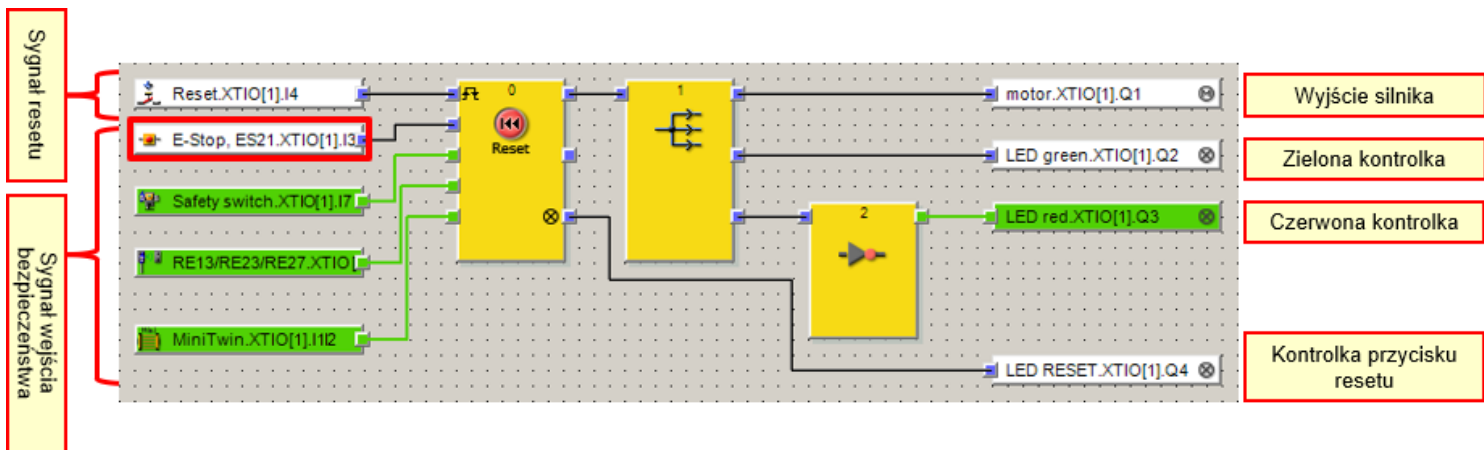 Sygnał resetu
Sygnał wejścia
bezpieczeństwa
Reset.XTIO[1].I4
E-Stop, ES21.XTIO[1].I3
Safety switch.XTIO[1].I7
RE13/RE23/RE27.XTIO[
MiniTwin.XTIO[1].I1I2
0
Reset
1
2
motor.XTIO[1].Q1
LED green.XTIO[1].Q2
LED red.XTIO[1].Q3
LED RESET.XTIO[1].Q4
Wyjście silnika
Zielona kontrolka
Czerwona kontrolka
Kontrolka przycisku
resetu